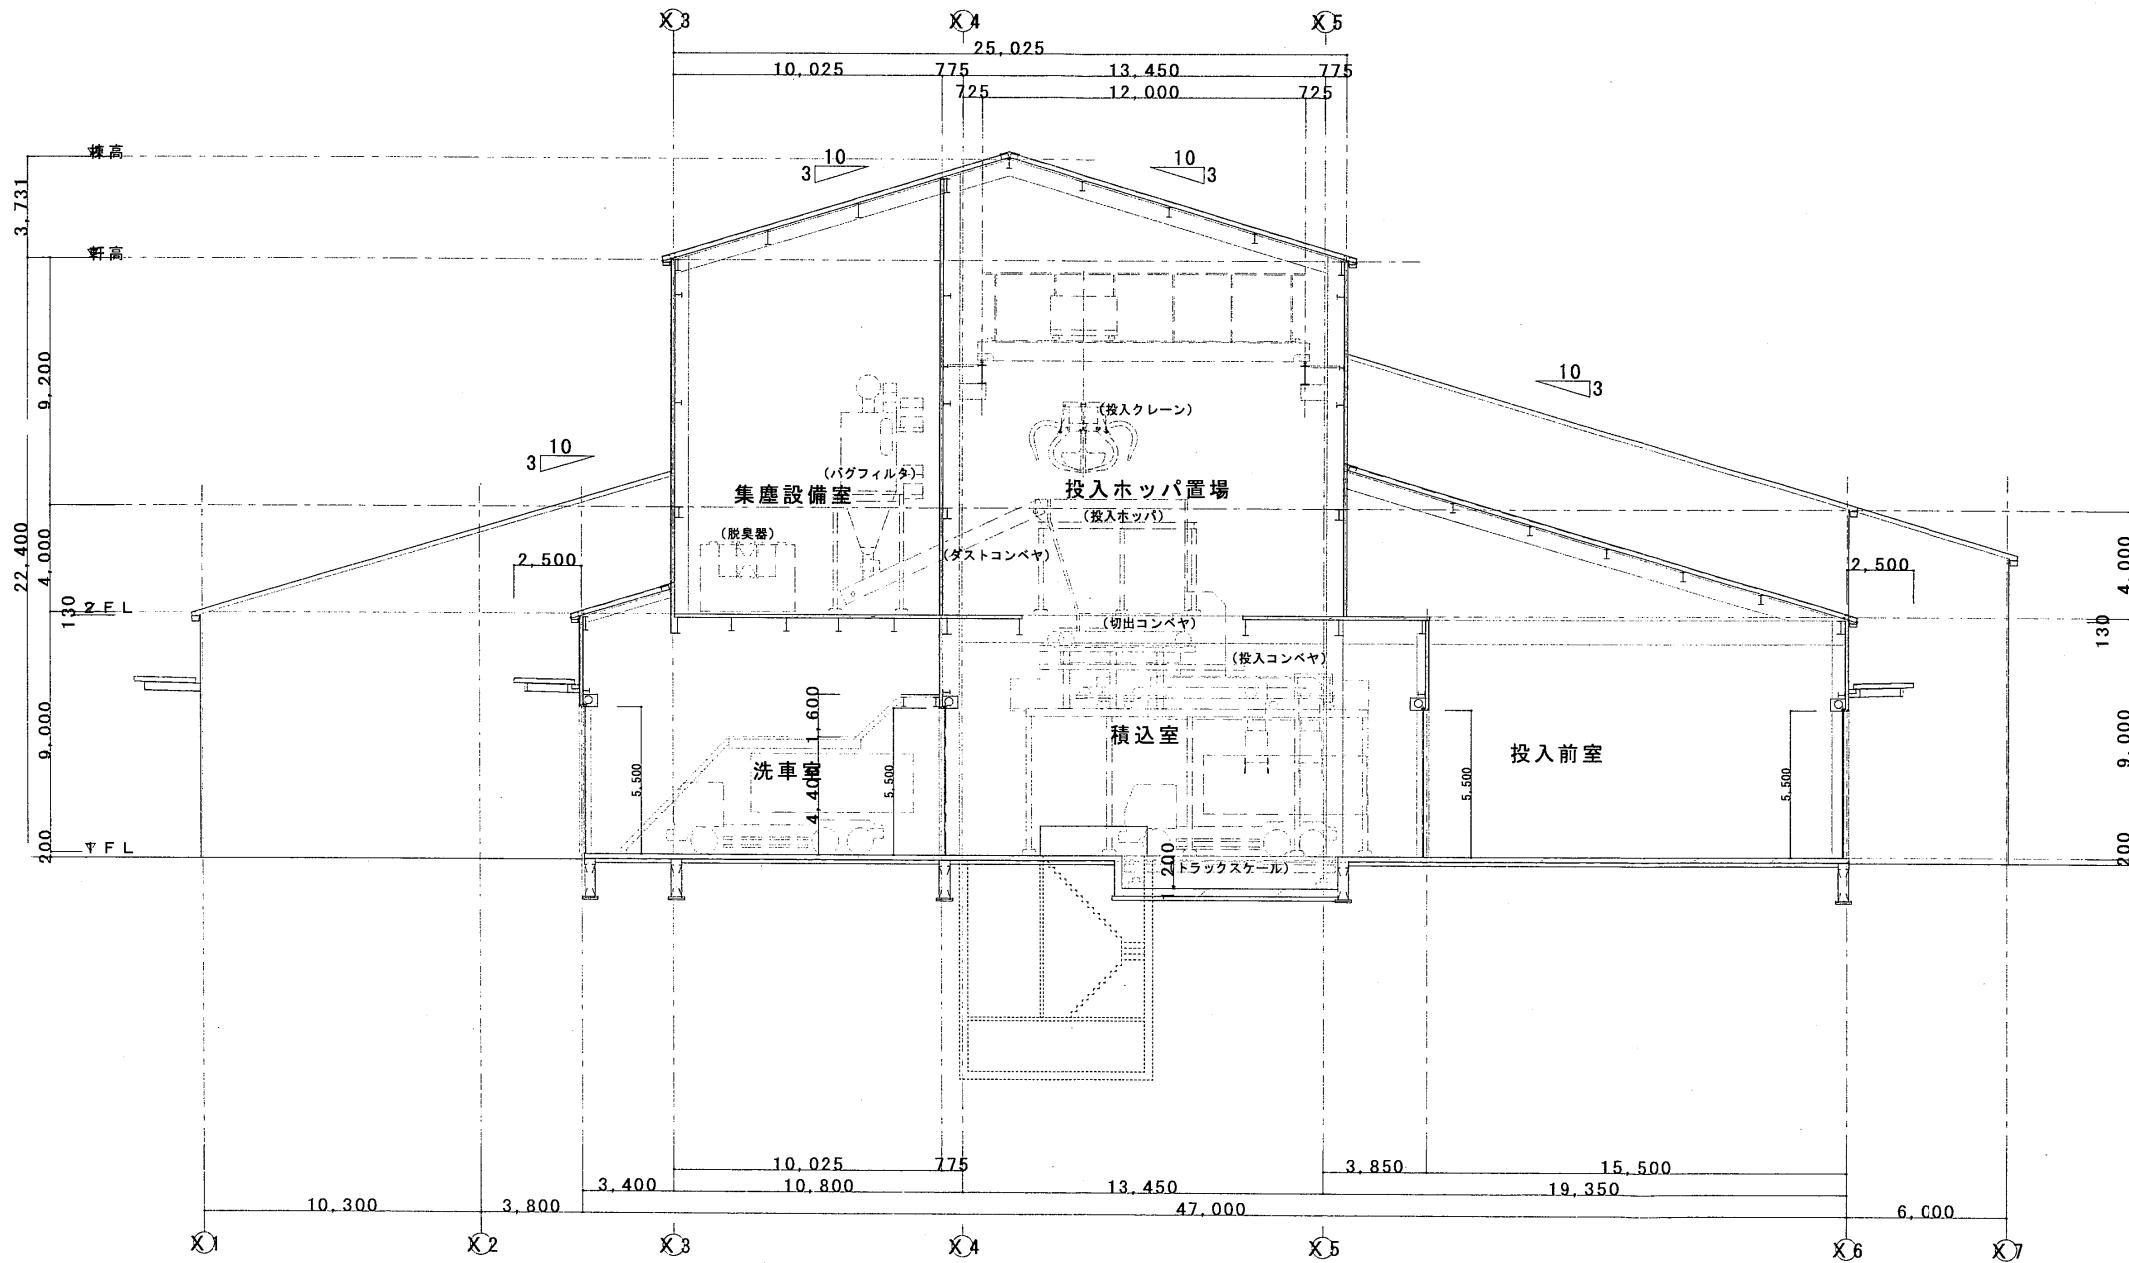 X3 X4 X5
25,025
10,025 775 13,450 775
725 12,000 725
棟高
10
3
10
3
3,731
軒高
9,200
10
3
(投入クレーン)
10
3
(バグフィルタ)
集塵設備室
投入ホッパ置場
(投入ホッパ)
(脱臭器)
(ダストコンベヤ)
22,400
4,000
2,500
2,500
4,000
130
2FL
(切出コンベヤ)
130
(投入コンベヤ)
1,600
積込室
投入前室
洗車室
9,000
5,500
4,400
5,500
5,500
5,500
9,000
200
FL
1,200
(トラックスケール)
200
10,025 775
3,850 15,500
3,400 10,800 13,450 19,350
10,300 3,800 47,000 6,000
X1 X2 X3 X4 X5 X6 X7